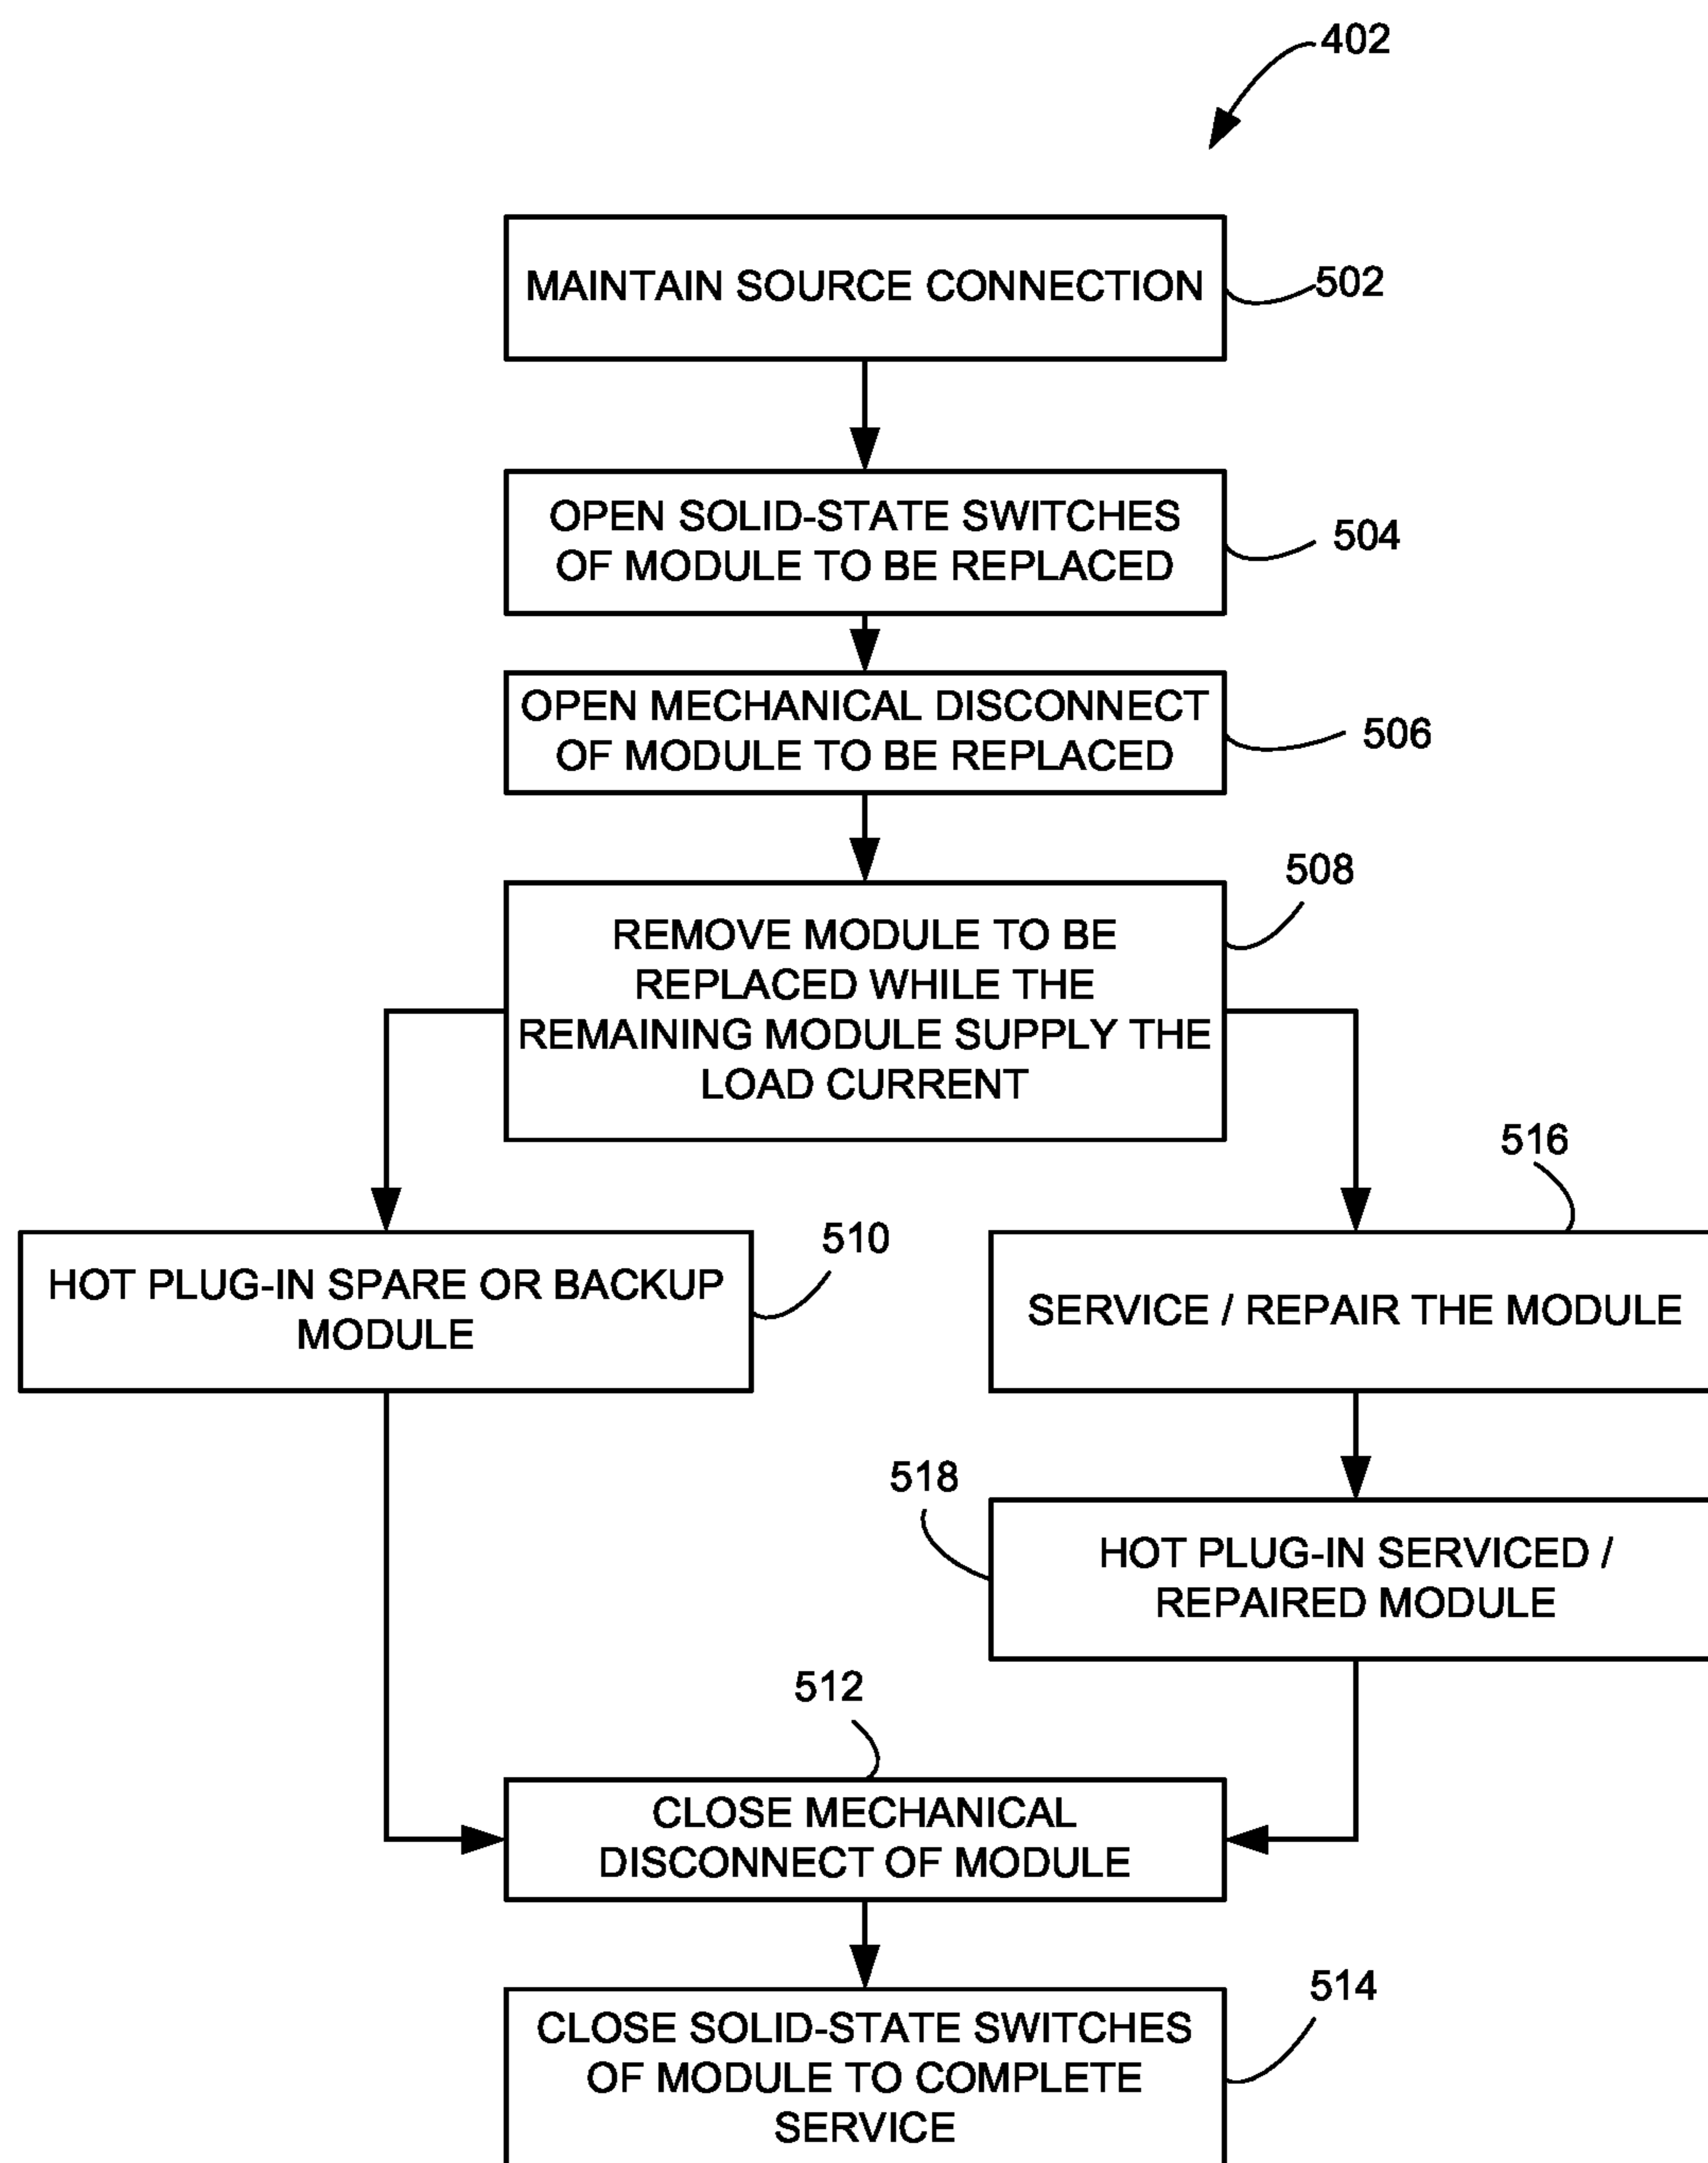 402
MAINTAIN SOURCE CONNECTION
502
OPEN SOLID-STATE SWITCHES
OF MODULE TO BE REPLACED
504
OPEN MECHANICAL DISCONNECT
OF MODULE TO BE REPLACED
506
508
REMOVE MODULE TO BE
REPLACED WHILE THE
REMAINING MODULE SUPPLY THE
LOAD CURRENT
510
HOT PLUG-IN SPARE OR BACKUP
MODULE
516
SERVICE / REPAIR THE MODULE
518
HOT PLUG-IN SERVICED /
REPAIRED MODULE
512
CLOSE MECHANICAL
DISCONNECT OF MODULE
514
CLOSE SOLID-STATE SWITCHES
OF MODULE TO COMPLETE
SERVICE